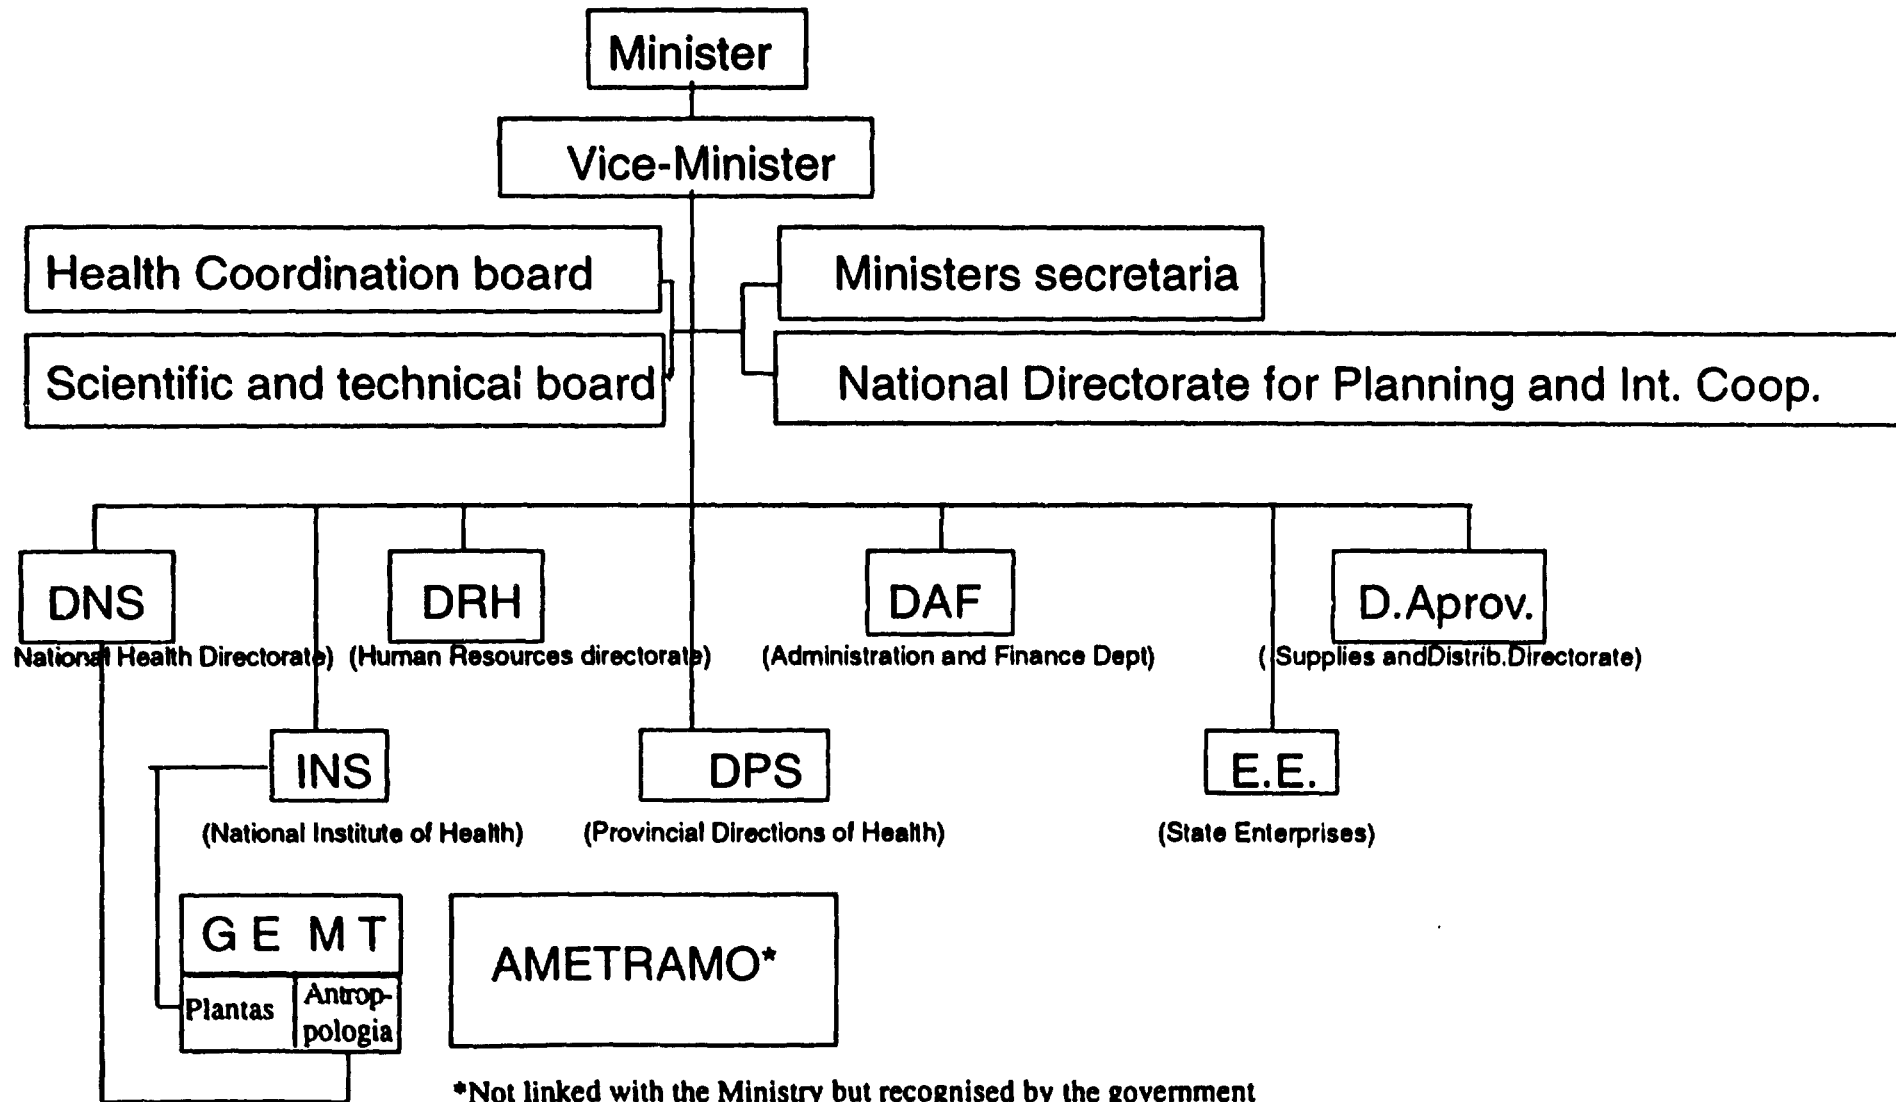 Minister
Vice-Minister
Health Coordination board
Ministers secretaria
Scientific and technical board
National Directorate for Planning and Int. Coop.
DNS
DRH
DAF
D.Aprov.
National Health Directorate)
(Human Resources directorate)
(Administration and Finance Dept)
( Supplies andDistrib.Directorate)
INS
DPS
E.E.
(National Institute of Health)
(Provincial Directions of Health)
(State Enterprises)
G E M T
Plantas
Antrop-
pologia
AMETRAMO*
*Not linked with the Ministry but recognised by the government